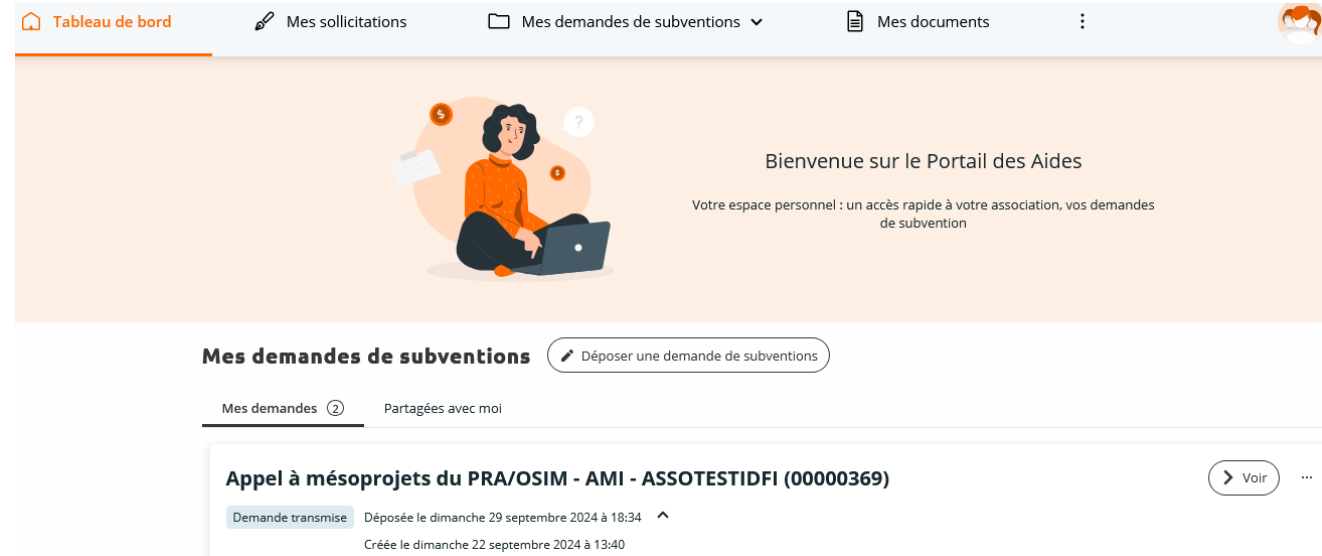 Tableau de bord
Mes sollicitations
Mes demandes de subventions
Mes documents
Bienvenue sur le Portail des Aides
Votre espace personnel : un accès rapide à votre association, vos demandes
de subvention
Mes demandes de subventions
Déposer une demande de subventions
Mes demandes 2
Partagées avec moi
Appel à mésoprojets du PRA/OSIM - AMI - ASSOTESTIDFI (00000369)
Voir
Demande transmise
Déposée le dimanche 29 septembre 2024 à 18:34
Créée le dimanche 22 septembre 2024 à 13:40